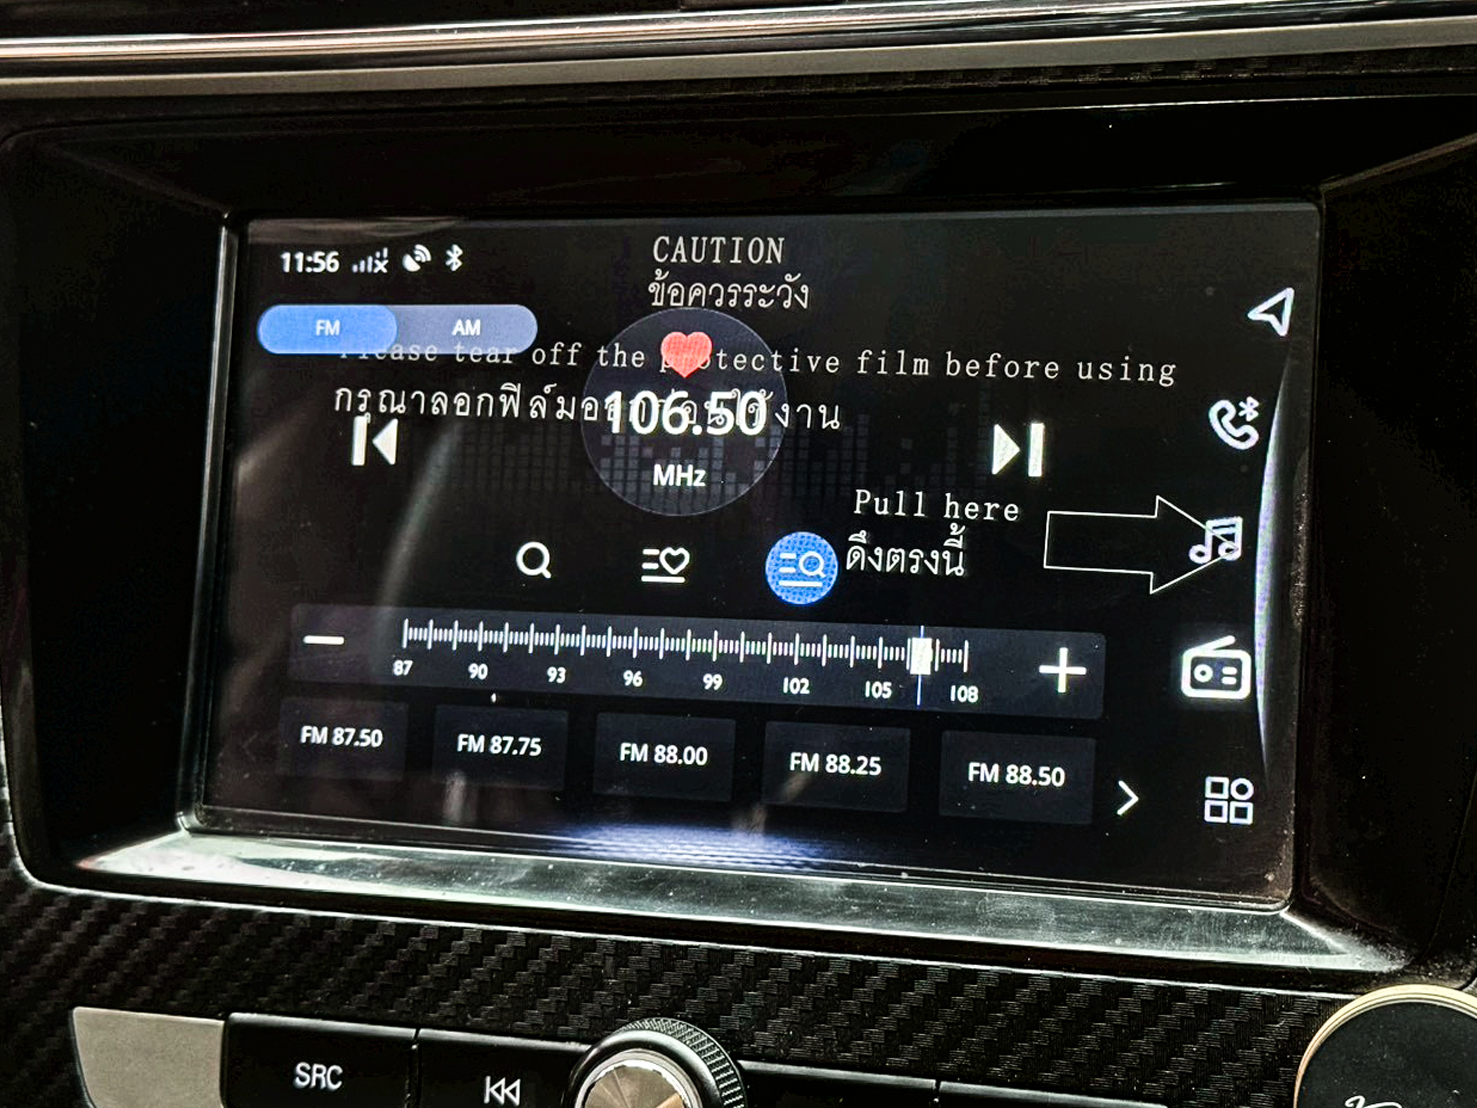 11:56
CAUTION
ข้อควรระวัง
FM AM
Please tear off the protective film before using
กรุณาลอกฟิล์มออกก่อนใช้งาน
106.50
MHz
Pull here
ดึงตรงนี้
87 90 93 96 99 102 105 108
FM 87.50 FM 87.75 FM 88.00 FM 88.25 FM 88.50
SRC